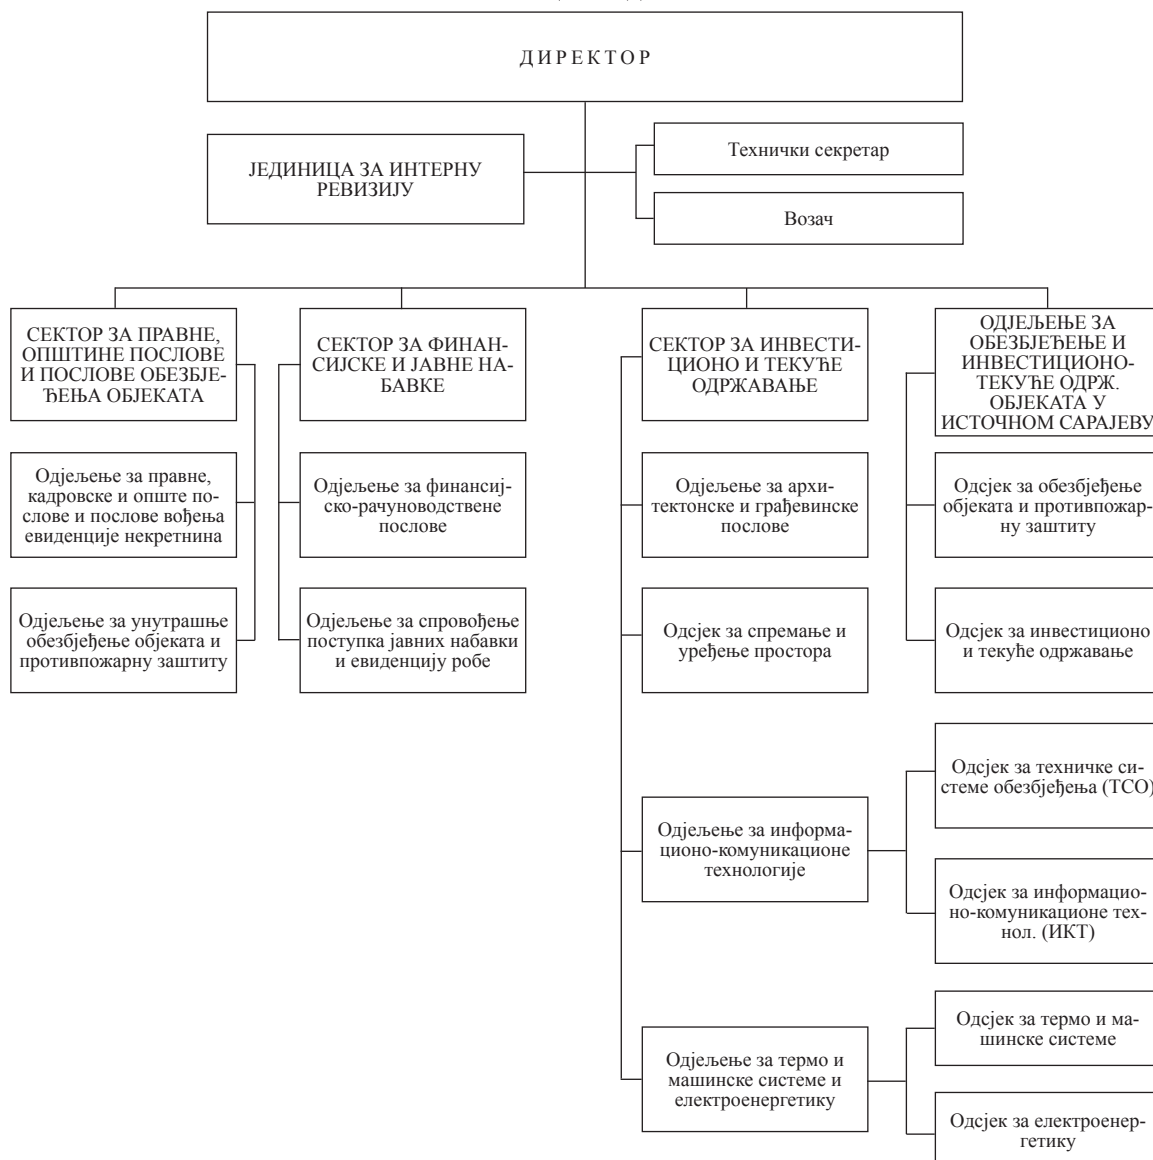 ДИРЕКТОР
ЈЕДИНИЦА ЗА ИНТЕРНУ
РЕВИЗИЈУ
Технички секретар
Возач
СЕКТОР ЗА ПРАВНЕ,
ОПШТИНЕ ПОСЛОВЕ
И ПОСЛОВЕ ОБЕЗБЈЕ-
ЂЕЊА ОБЈЕКАТА
СЕКТОР ЗА ФИНАН-
СИЈСКЕ И ЈАВНЕ НА-
БАВКЕ
СЕКТОР ЗА ИНВЕСТИ-
ЦИОНО И ТЕКУЋЕ
ОДРЖАВАЊЕ
ОДЈЕЉЕЊЕ ЗА
ОБЕЗБЈЕЂЕЊЕ И
ИНВЕСТИЦИОНО-
ТЕКУЋЕ ОДРЖ.
ОБЈЕКАТА У
ИСТОЧНОМ САРАЈЕВУ
Одјељење за правне,
кадровске и опште по-
слове и послове вођења
евиденције некретнина
Одјељење за финансиј-
ско-рачуноводствене
послове
Одјељење за архи-
тектонске и грађевинске
послове
Одсјек за обезбјеђење
објеката и противпожар-
ну заштиту
Одјељење за унутрашње
обезбјеђење објеката и
противпожарну заштиту
Одјељење за спровођење
поступка јавних набавки
и евиденцију робе
Одсјек за спремање и
уређење простора
Одсјек за инвестиционо
и текуће одржавање
Одјељење за информа-
ционо-комуникационе
технологије
Одсјек за техничке си-
стеме обезбјеђења (ТСО)
Одсјек за информацио-
но-комуникационе тех-
нол. (ИКТ)
Одјељење за термо и
машинске системе и
електроенергетику
Одсјек за термо и ма-
шинске системе
Одсјек за електроенер-
гетику